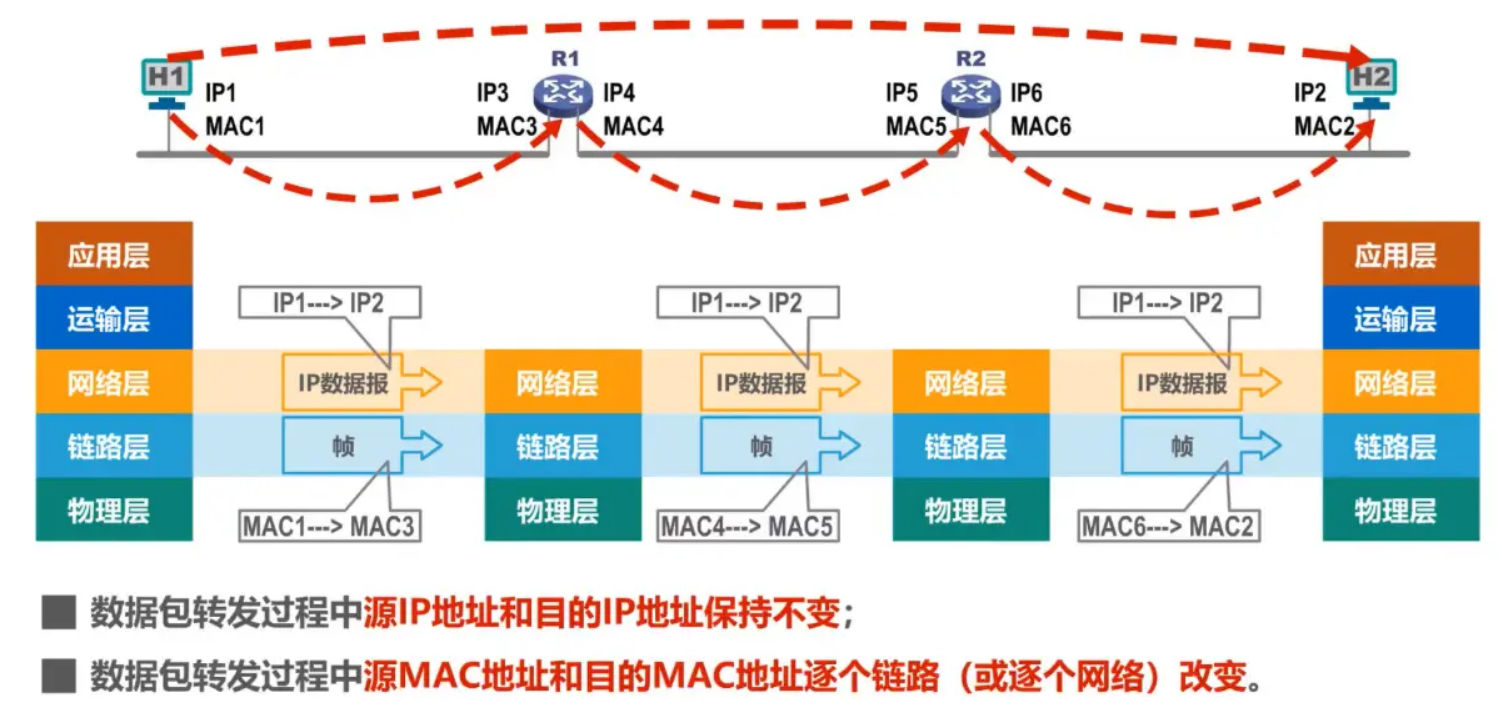 R1
R2
H1
H2
IP1
IP3
IP4
IP5
IP6
IP2
MAC1
MAC3
MAC4
MAC5
MAC6
MAC2
应用层
应用层
IP1---> IP2
IP1---> IP2
IP1---> IP2
运输层
运输层
网络层
IP数据报
网络层
IP数据报
网络层
IP数据报
网络层
链路层
帧
链路层
帧
链路层
帧
链路层
物理层
MAC1---> MAC3
物理层
MAC4---> MAC5
物理层
MAC6---> MAC2
物理层
数据包转发过程中源IP地址和目的IP地址保持不变；
数据包转发过程中源MAC地址和目的MAC地址逐个链路（或逐个网络）改变。